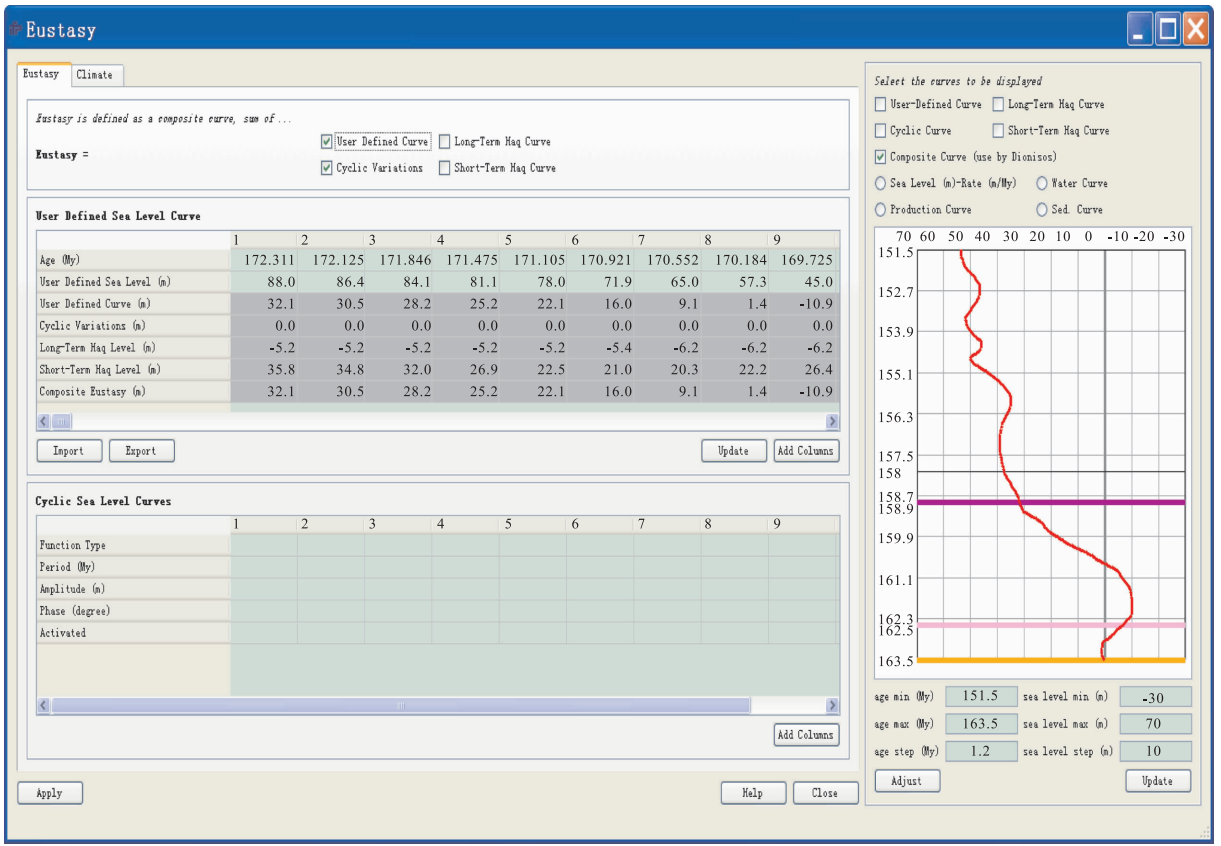 Eustasy
Eustasy Climate
Eustasy is defined as a composite curve, sum of ...
Eustasy =
User Defined Curve Long-Term Haq Curve
Cyclic Variations Short-Term Haq Curve
User Defined Sea Level Curve
1 2 3 4 5 6 7 8 9
Age (My) 172.311 172.125 171.846 171.475 171.105 170.921 170.552 170.184 169.725
User Defined Sea Level (m) 88.0 86.4 84.1 81.1 78.0 71.9 65.0 57.3 45.0
User Defined Curve (m) 32.1 30.5 28.2 25.2 22.1 16.0 9.1 1.4 -10.9
Cyclic Variations (m) 0.0 0.0 0.0 0.0 0.0 0.0 0.0 0.0 0.0
Long-Term Haq Level (m) -5.2 -5.2 -5.2 -5.2 -5.2 -5.4 -6.2 -6.2 -6.2
Short-Term Haq Level (m) 35.8 34.8 32.0 26.9 22.5 21.0 20.3 22.2 26.4
Composite Eustasy (m) 32.1 30.5 28.2 25.2 22.1 16.0 9.1 1.4 -10.9
Import Export Update Add Columns
Cyclic Sea Level Curves
1 2 3 4 5 6 7 8 9
Function Type
Period (My)
Amplitude (m)
Phase (degree)
Activated
Add Columns
Apply Help Close
Select the curves to be displayed
User-Defined Curve Long-Term Haq Curve
Cyclic Curve Short-Term Haq Curve
Composite Curve (use by Dionisos)
Sea Level (m)-Rate (m/My) Water Curve
Production Curve Sed. Curve
70 60 50 40 30 20 10 0 -10 -20 -30
151.5
152.7
153.9
155.1
156.3
157.5
158
158.7
158.9
159.9
161.1
162.3
162.5
163.5
age min (My) 151.5 sea level min (m) -30
age max (My) 163.5 sea level max (m) 70
age step (My) 1.2 sea level step (m) 10
Adjust Update